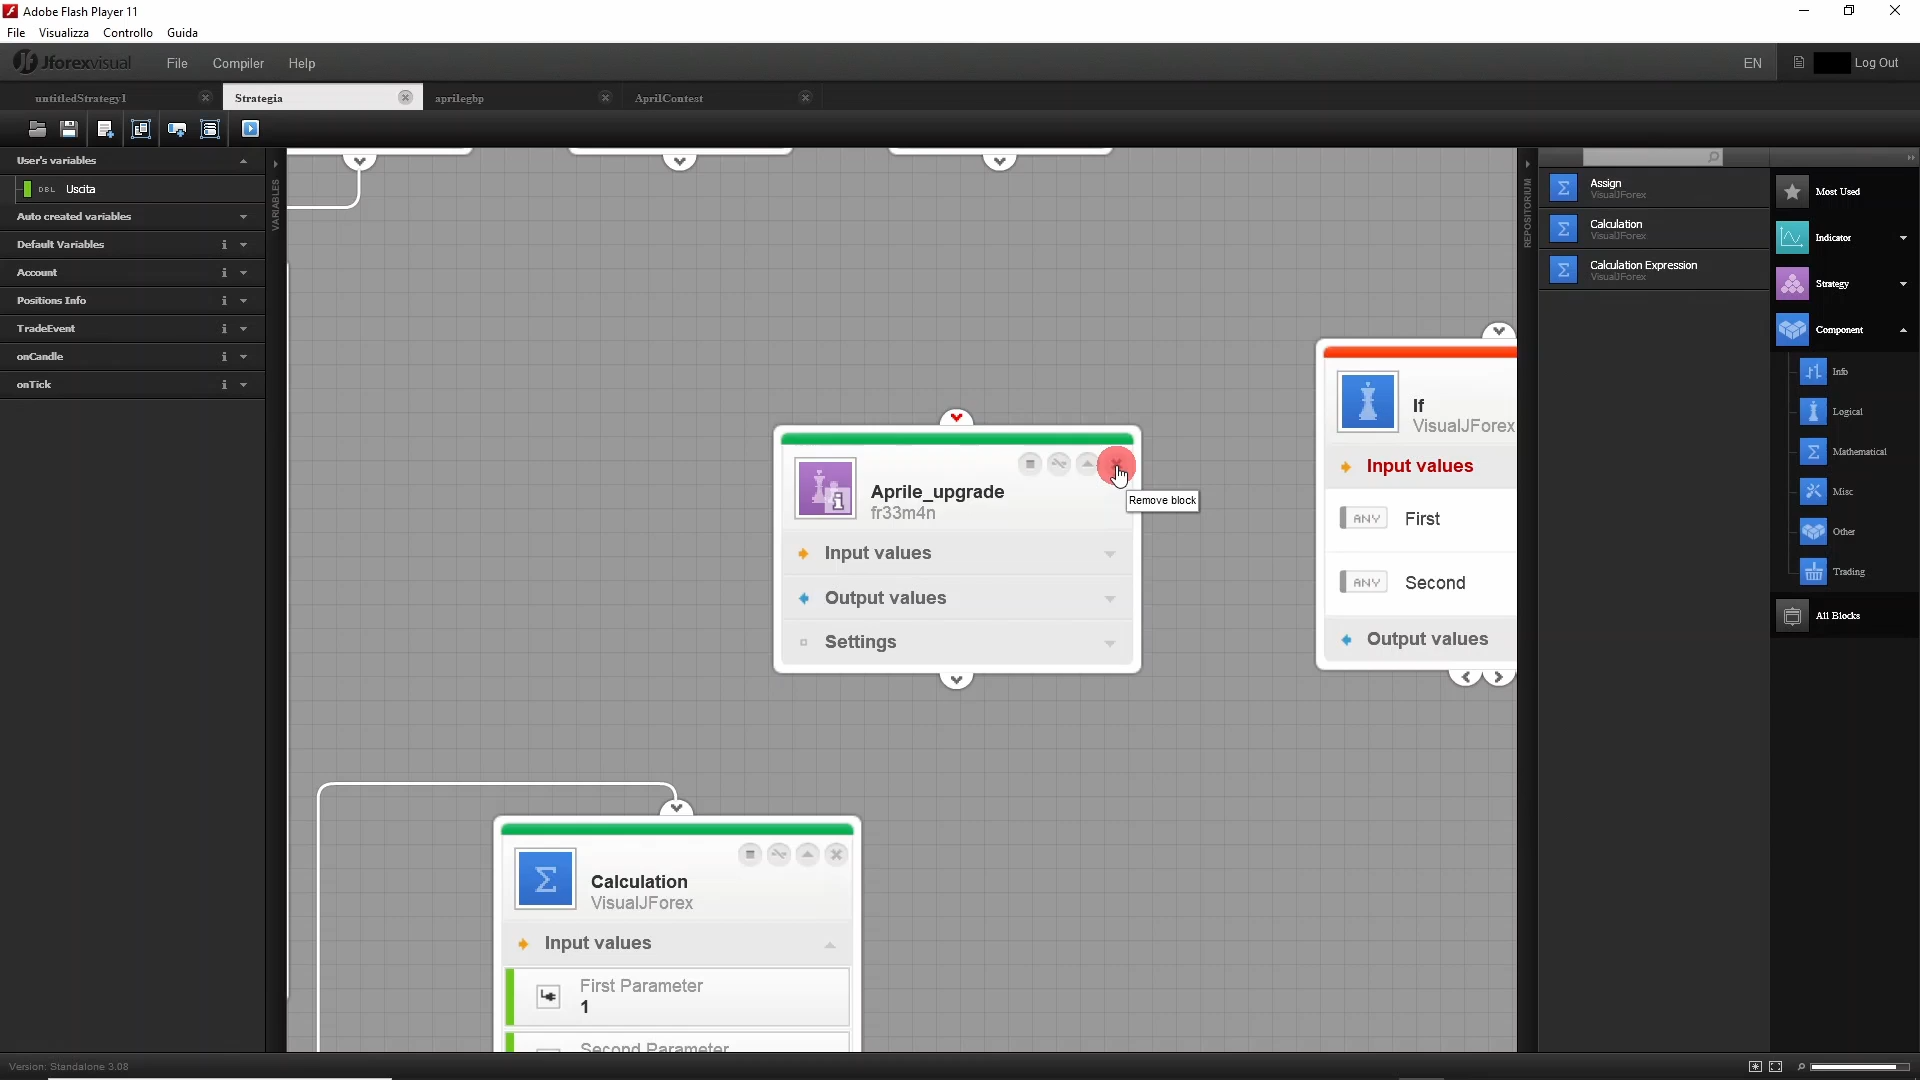 Adobe Flash Player 11
File Visualizza Controllo Guida
Jforexvisual File Compiler Help EN Log Out
untitledStrategy1 Strategia aprilegbp AprilContest
User's variables
DBL Uscita
Auto created variables
Default Variables
Account
Positions Info
TradeEvent
onCandle
onTick
VARIABLES
Aprile_upgrade
fr33m4n
Remove block
Input values
Output values
Settings
Calculation
VisualJForex
Input values
First Parameter
1
Second Parameter
If
VisualJForex
Input values
ANY First
ANY Second
Output values
REPOSITORIUM
Assign
VisualJForex
Calculation
VisualJForex
Calculation Expression
VisualJForex
Most Used
Indicator
Strategy
Component
Info
Logical
Mathematical
Misc
Other
Trading
All Blocks
Version: Standalone 3.08